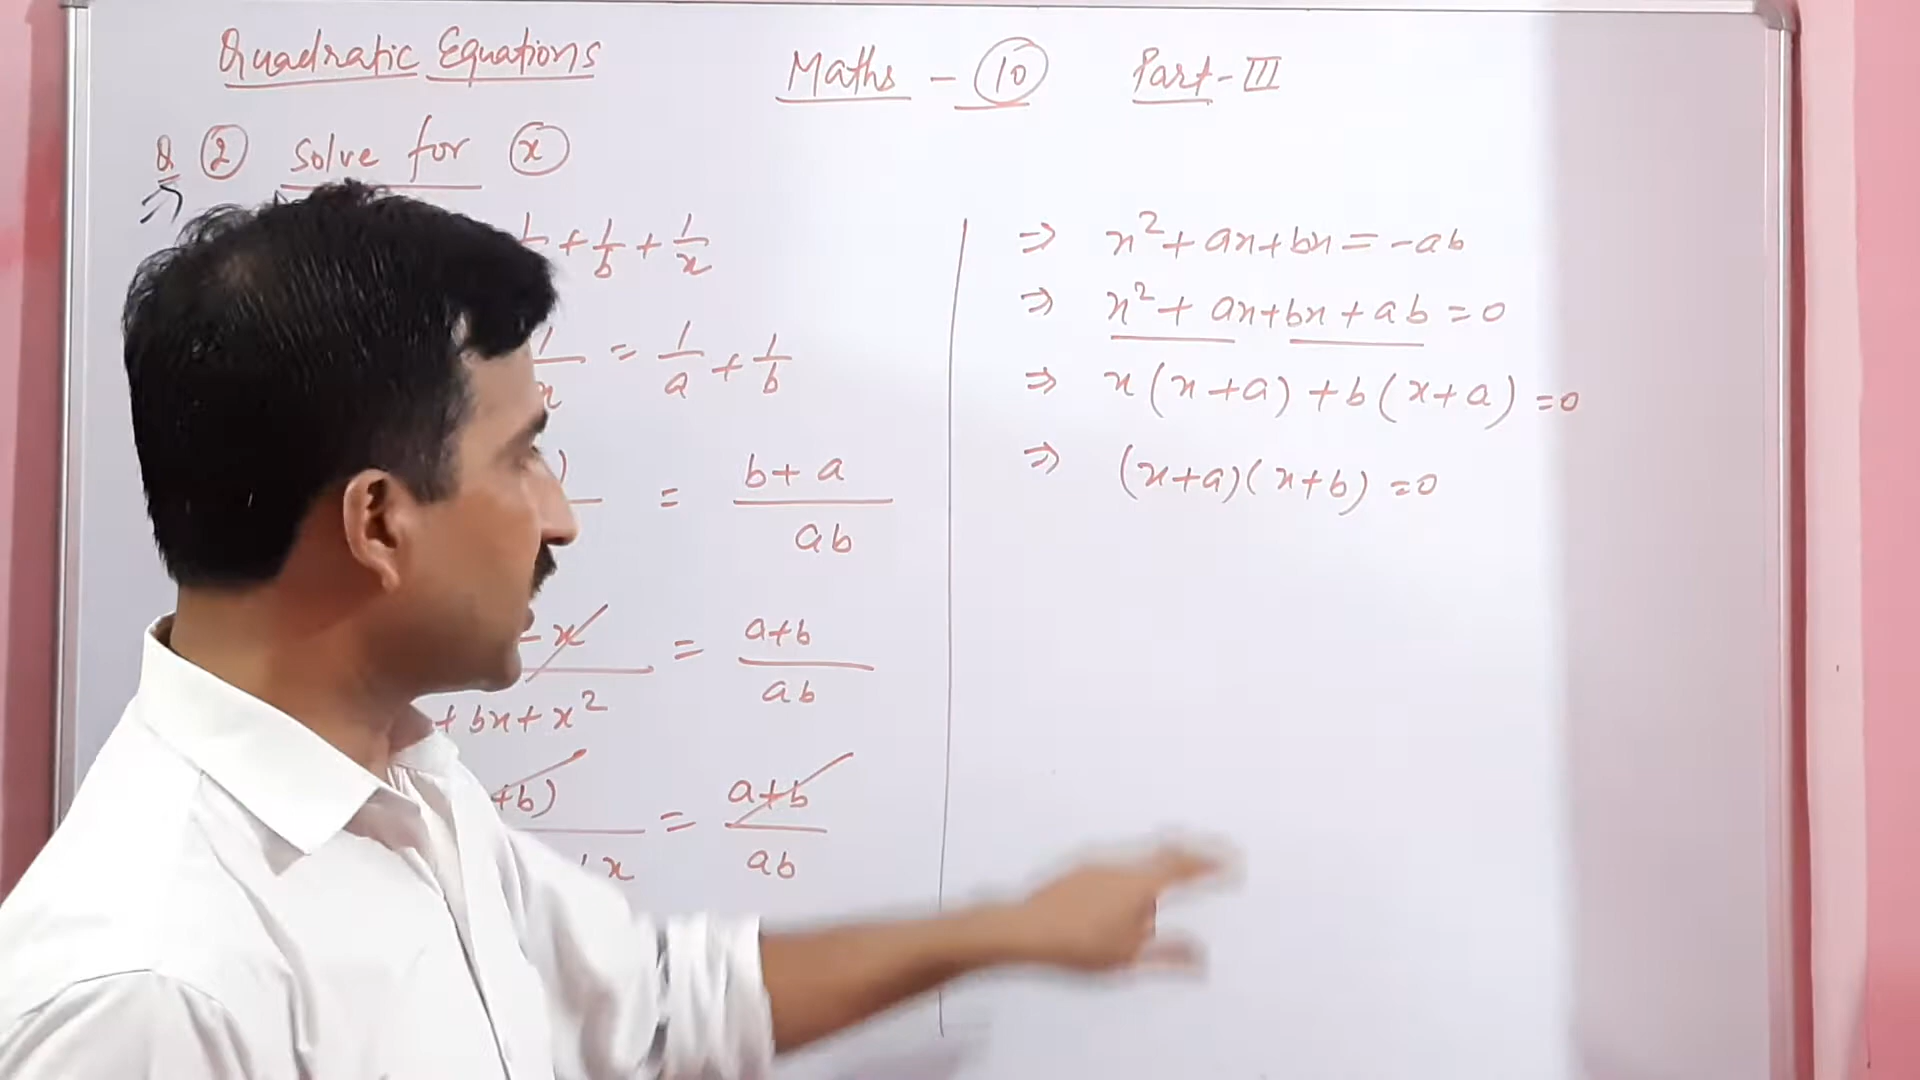 Quadratic Equations Maths - 10 Part-III
Q 2 Solve for x
+ 1/b + 1/x
1/x = 1/a + 1/b
) = b+a/ab
- x = a+b/ab
+ bx + x²
+b) = a+b/ab
x
⇒ x² + ax + bx = -ab
⇒ x² + ax + bx + ab = 0
⇒ x(x+a) + b(x+a) = 0
⇒ (x+a)(x+b) = 0